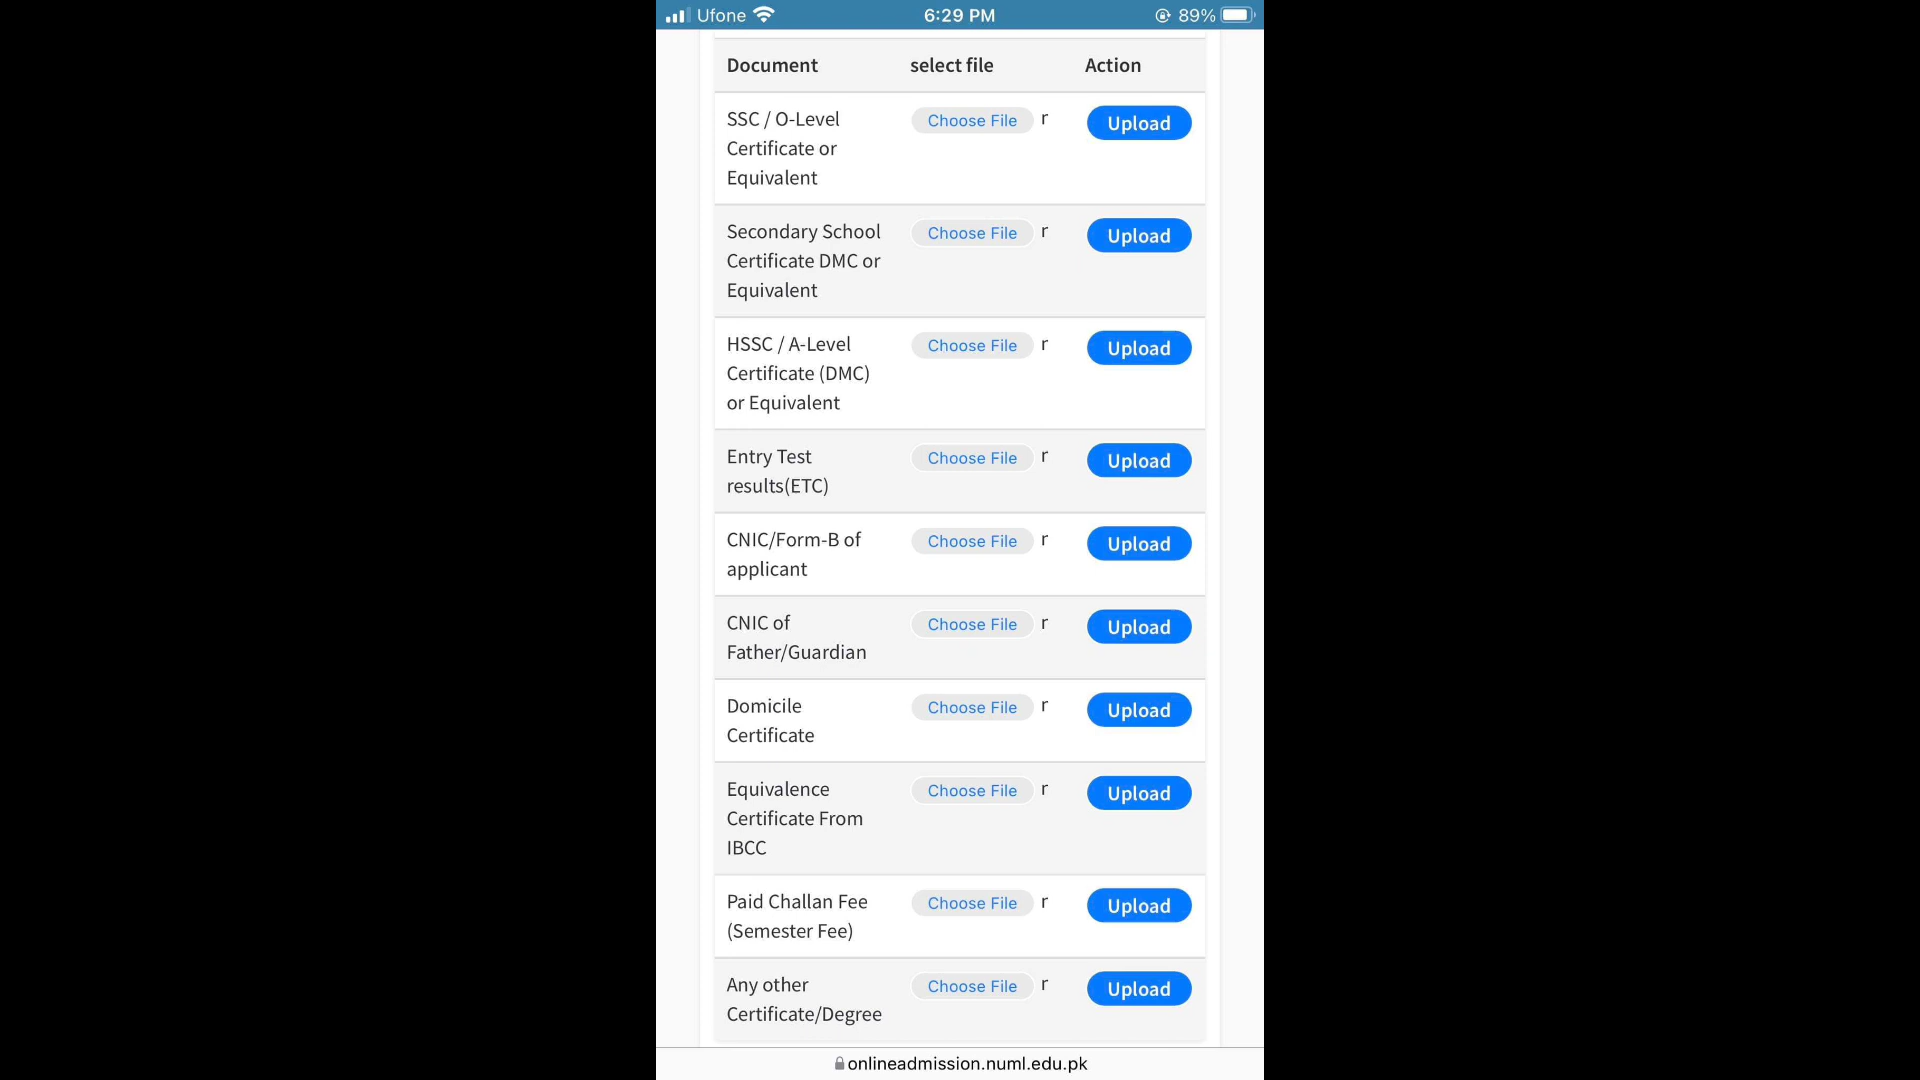 Ufone 6:29 PM 89%
Document select file Action
SSC / O-Level
Certificate or
Equivalent
Choose File r Upload
Secondary School
Certificate DMC or
Equivalent
Choose File r Upload
HSSC / A-Level
Certificate (DMC)
or Equivalent
Choose File r Upload
Entry Test
results(ETC)
Choose File r Upload
CNIC/Form-B of
applicant
Choose File r Upload
CNIC of
Father/Guardian
Choose File r Upload
Domicile
Certificate
Choose File r Upload
Equivalence
Certificate From
IBCC
Choose File r Upload
Paid Challan Fee
(Semester Fee)
Choose File r Upload
Any other
Certificate/Degree
Choose File r Upload
onlineadmission.numl.edu.pk